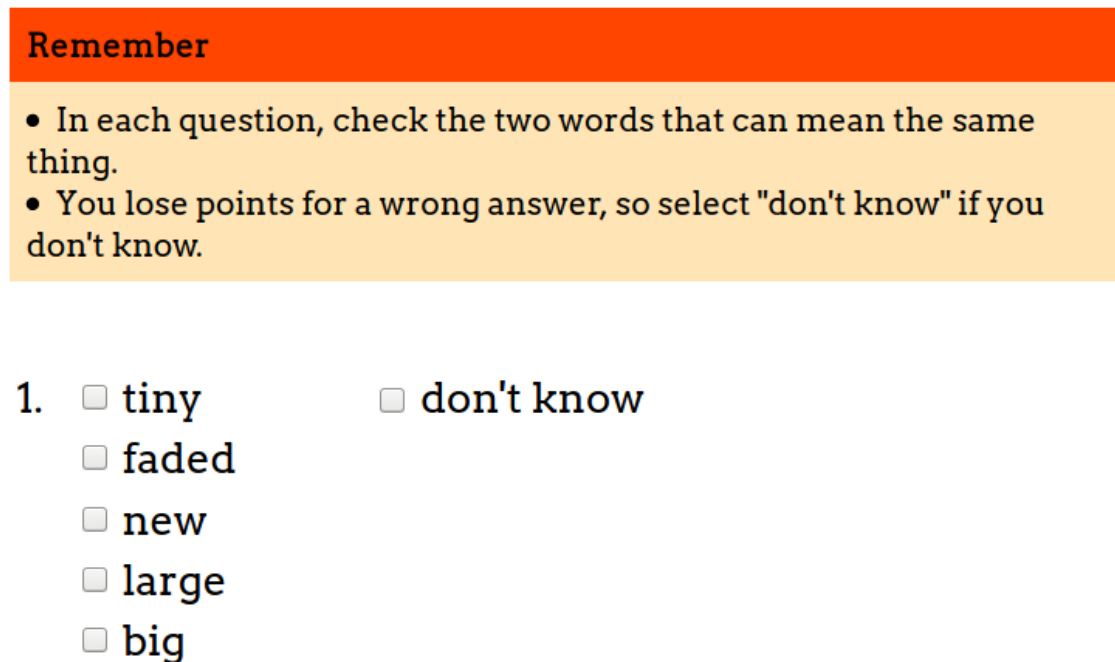 Remember
• In each question, check the two words that can mean the same
thing.
• You lose points for a wrong answer, so select "don't know" if you
don't know.
1. tiny don't know
faded
new
large
big